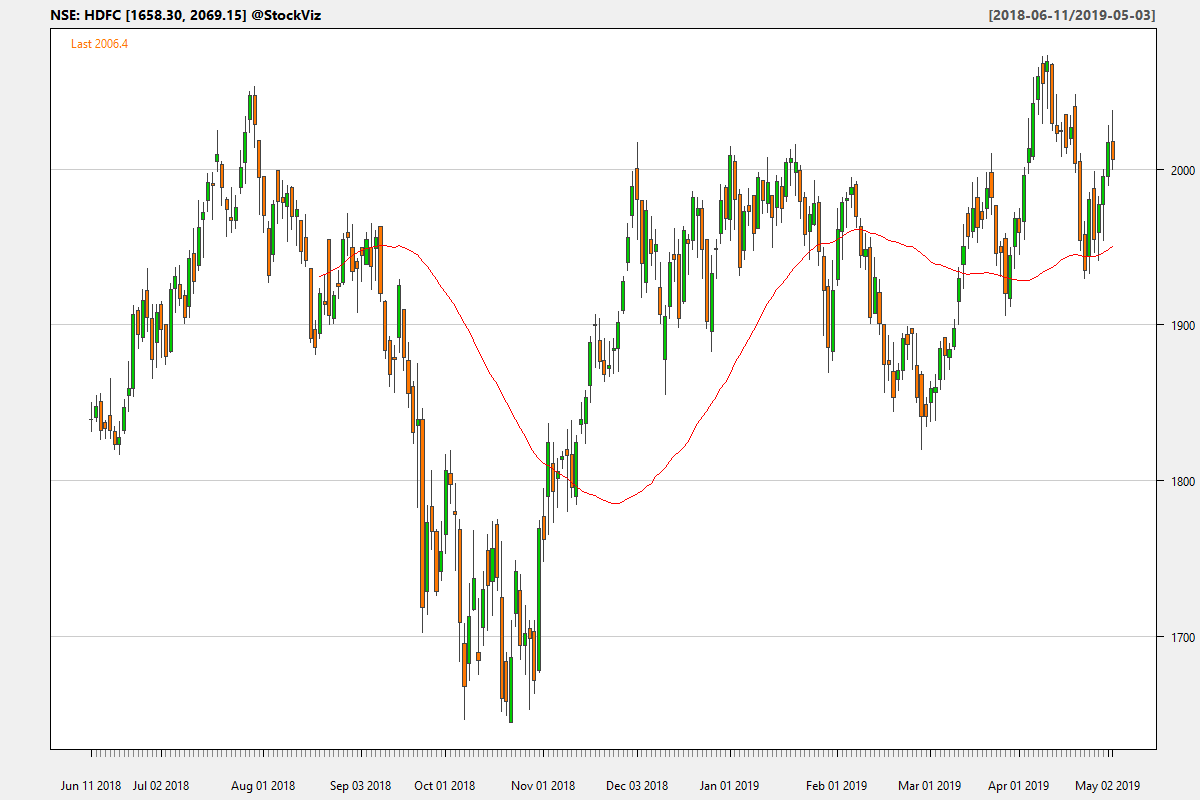 NSE: HDFC [1658.30, 2069.15] @StockViz
[2018-06-11/2019-05-03]
Last 2006.4
2000
1900
1800
1700
Jun 11 2018 Jul 02 2018 Aug 01 2018 Sep 03 2018 Oct 01 2018 Nov 01 2018 Dec 03 2018 Jan 01 2019 Feb 01 2019 Mar 01 2019 Apr 01 2019 May 02 2019